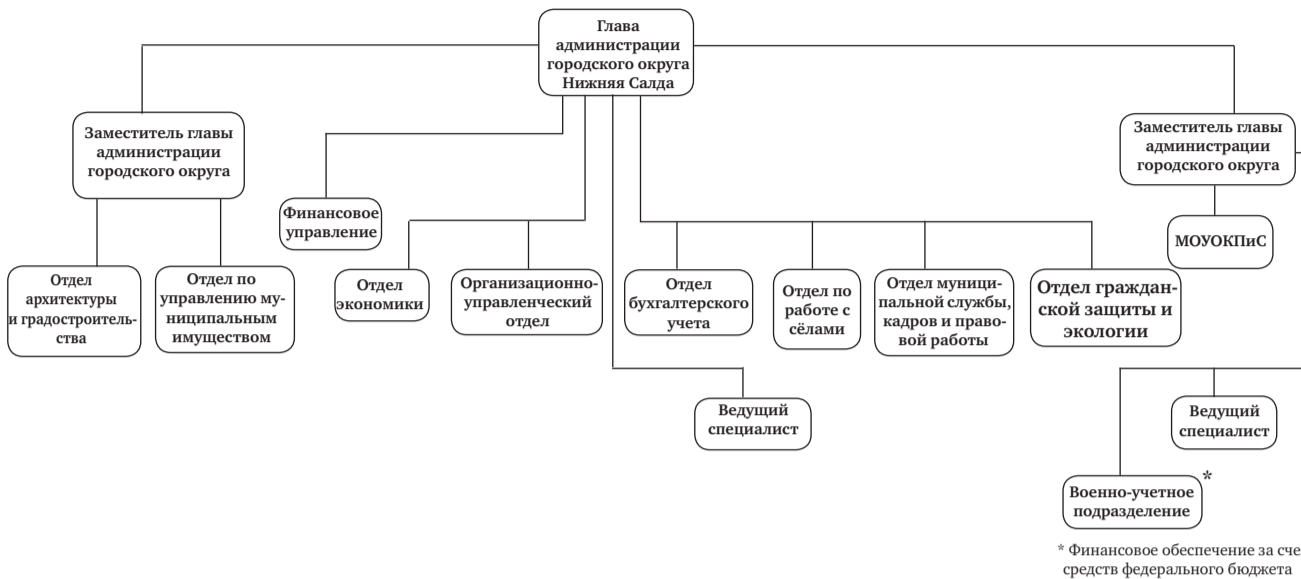 Глава
администрации
городского округа
Нижняя Салда
Заместитель главы
администрации
городского округа
Заместитель главы
администрации
городского округа
Финансовое
управление
МОУОКПиС
Отдел
архитектуры
и градостроитель-
ства
Отдел по
управлению му-
ниципальным
имуществом
Отдел
экономики
Организационно-
управленческий
отдел
Отдел
бухгалтерского
учета
Отдел по
работе с
сёлами
Отдел муници-
пальной службы,
кадров и право-
вой работы
Отдел граждан-
ской защиты и
экологии
Ведущий
специалист
Ведущий
специалист
Военно-учетное
подразделение
*
* Финансовое обеспечение за сче
средств федерального бюджета